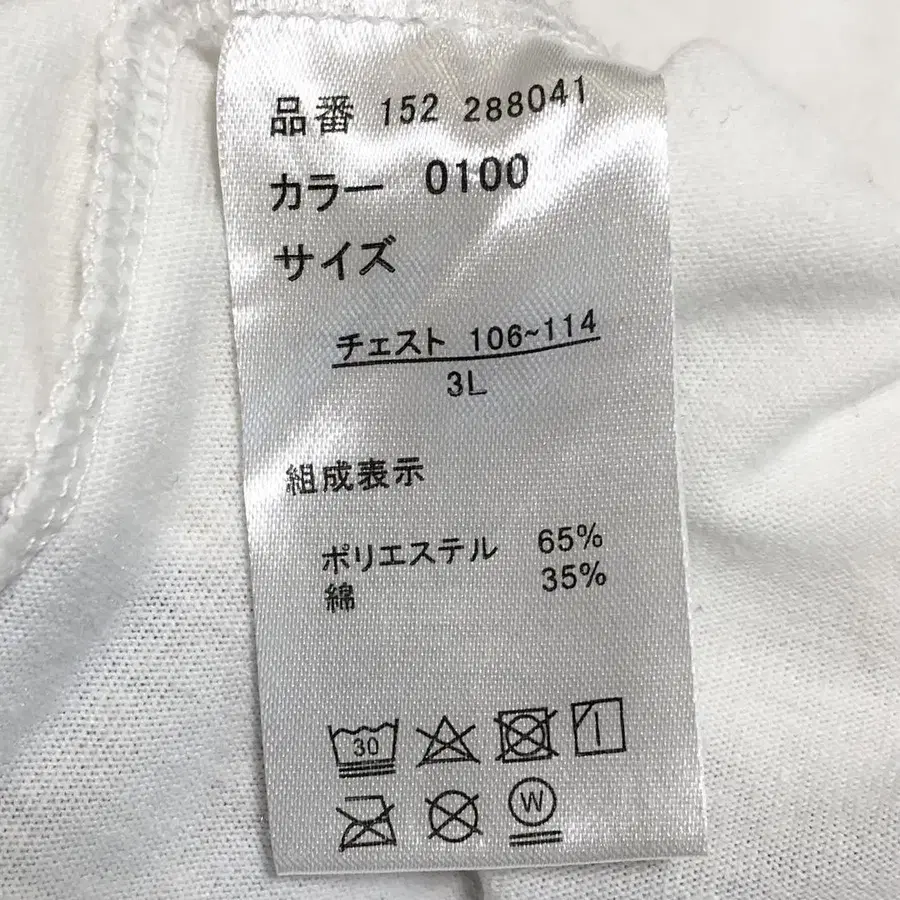 品番 152 288041
カラー 0100
サイズ
チェスト 106~114
3L
組成表示
ポリエステル 65%
綿 35%
30
W